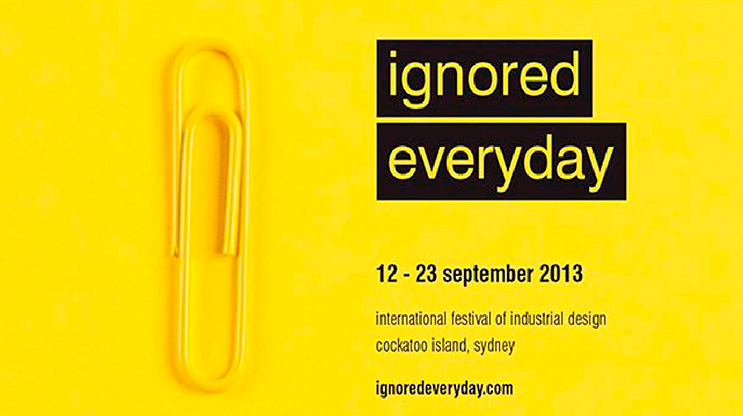 ignored
everyday
12 - 23 september 2013
international festival of industrial design
cockatoo island, sydney
ignoredeveryday.com